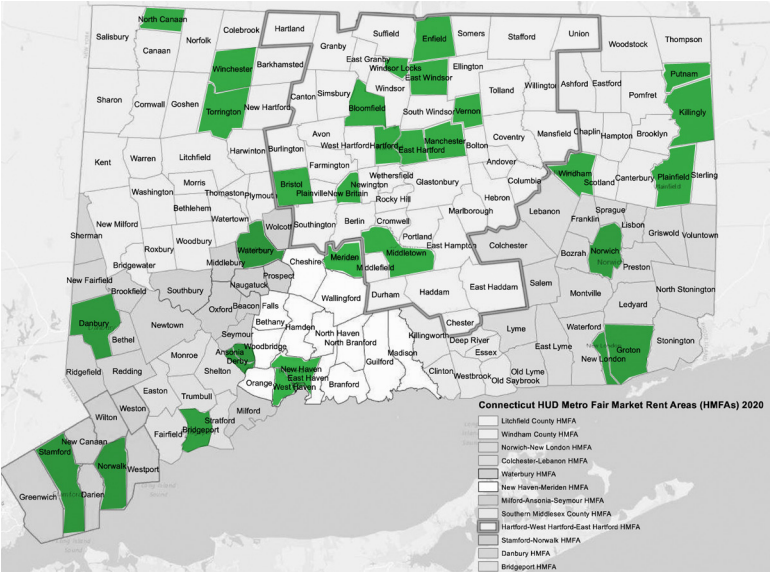 North Canaan
Colebrook
Hartland
Suffield
Enfield
Somers
Stafford
Union
Woodstock
Thompson
Salisbury
Canaan
Norfolk
Granby
East Granby
Windsor Locks
East Windsor
Ellington
Winchester
Barkhamsted
Putnam
Sharon
Cornwall
Goshen
Torrington
New Hartford
Canton
Simsbury
Bloomfield
Windsor
South Windsor
Vernon
Tolland
Willington
Ashford
Eastford
Pomfret
Killingly
Kent
Warren
Litchfield
Harwinton
Burlington
Avon
West Hartford
Hartford
East Hartford
Manchester
Bolton
Coventry
Mansfield
Chaplin
Hampton
Brooklyn
Farmington
Wethersfield
Newington
Glastonbury
Andover
Columbia
Windham
Scotland
Canterbury
Plainfield
Sterling
Washington
Morris
Bethlehem
Thomaston
Plymouth
Bristol
Plainville
New Britain
Rocky Hill
Hebron
Marlborough
Lebanon
Franklin
Sprague
Lisbon
Griswold
Voluntown
New Milford
Sherman
Roxbury
Woodbury
Watertown
Wolcott
Waterbury
Southington
Berlin
Cromwell
Portland
East Hampton
Colchester
Bozrah
Norwich
Preston
Bridgewater
Middlebury
Prospect
Cheshire
Meriden
Middletown
Middlefield
New Fairfield
Brookfield
Southbury
Naugatuck
Wallingford
Durham
Haddam
East Haddam
Salem
Montville
Ledyard
North Stonington
Danbury
Bethel
Newtown
Oxford
Beacon Falls
Bethany
Hamden
Seymour
Woodbridge
North Haven
North Branford
Killingworth
Chester
Deep River
Essex
Lyme
East Lyme
Waterford
New London
Groton
Stonington
Ridgefield
Redding
Monroe
Ansonia
Derby
Shelton
Orange
New Haven
East Haven
West Haven
Branford
Guilford
Madison
Clinton
Westbrook
Old Saybrook
Old Lyme
Easton
Trumbull
Stratford
Milford
Weston
Wilton
Fairfield
Bridgeport
New Canaan
Stamford
Norwalk
Westport
Greenwich
Darien
Connecticut HUD Metro Fair Market Rent Areas (HMFAs) 2020
Litchfield County HMFA
Windham County HMFA
Norwich-New London HMFA
Colchester-Lebanon HMFA
Waterbury HMFA
New Haven-Meriden HMFA
Milford-Ansonia-Seymour HMFA
Southern Middlesex County HMFA
Hartford-West Hartford-East Hartford HMFA
Stamford-Norwalk HMFA
Danbury HMFA
Bridgeport HMFA